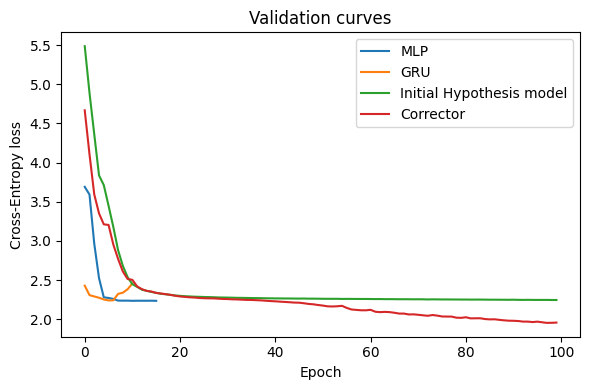 Validation curves
5.5
5.0
4.5
4.0
3.5
3.0
2.5
2.0
Cross-Entropy loss
MLP
GRU
Initial Hypothesis model
Corrector
0
20
40
60
80
100
Epoch